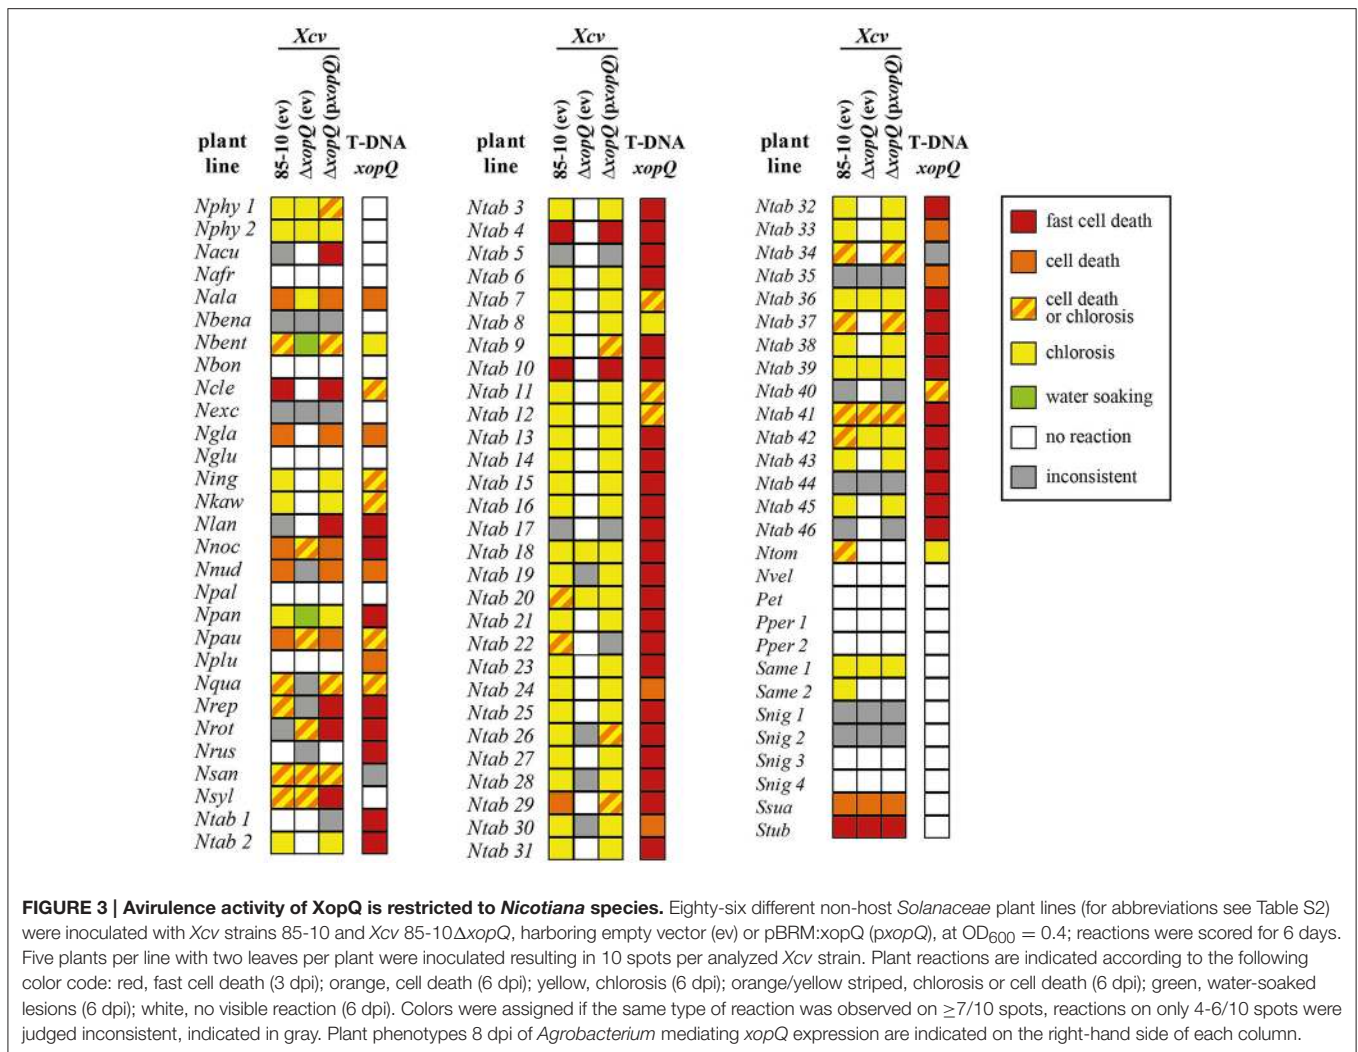 Xcv
plant line
85-10 (ev)
ΔxopQ (ev)
ΔxopQ (pxopQ)
T-DNA xopQ
Nphy 1
Nphy 2
Nacu
Nafr
Nala
Nbena
Nbent
Nbon
Ncle
Nexc
Ngla
Nglu
Ning
Nkaw
Nlan
Nnoc
Nnud
Npal
Npan
Npau
Nplu
Nqua
Nrep
Nrot
Nrus
Nsan
Nsyl
Ntab 1
Ntab 2
Xcv
plant line
85-10 (ev)
ΔxopQ (ev)
ΔxopQ (pxopQ)
T-DNA xopQ
Ntab 3
Ntab 4
Ntab 5
Ntab 6
Ntab 7
Ntab 8
Ntab 9
Ntab 10
Ntab 11
Ntab 12
Ntab 13
Ntab 14
Ntab 15
Ntab 16
Ntab 17
Ntab 18
Ntab 19
Ntab 20
Ntab 21
Ntab 22
Ntab 23
Ntab 24
Ntab 25
Ntab 26
Ntab 27
Ntab 28
Ntab 29
Ntab 30
Ntab 31
Xcv
plant line
85-10 (ev)
ΔxopQ (ev)
ΔxopQ (pxopQ)
T-DNA xopQ
Ntab 32
Ntab 33
Ntab 34
Ntab 35
Ntab 36
Ntab 37
Ntab 38
Ntab 39
Ntab 40
Ntab 41
Ntab 42
Ntab 43
Ntab 44
Ntab 45
Ntab 46
Ntom
Nvel
Pet
Pper 1
Pper 2
Same 1
Same 2
Snig 1
Snig 2
Snig 3
Snig 4
Ssua
Stub
fast cell death
cell death
cell death
or chlorosis
chlorosis
water soaking
no reaction
inconsistent
FIGURE 3 | Avirulence activity of XopQ is restricted to Nicotiana species. Eighty-six different non-host Solanaceae plant lines (for abbreviations see Table S2)
were inoculated with Xcv strains 85-10 and Xcv 85-10ΔxopQ, harboring empty vector (ev) or pBRM:xopQ (pxopQ), at OD600 = 0.4; reactions were scored for 6 days.
Five plants per line with two leaves per plant were inoculated resulting in 10 spots per analyzed Xcv strain. Plant reactions are indicated according to the following
color code: red, fast cell death (3 dpi); orange, cell death (6 dpi); yellow, chlorosis (6 dpi); orange/yellow striped, chlorosis or cell death (6 dpi); green, water-soaked
lesions (6 dpi); white, no visible reaction (6 dpi). Colors were assigned if the same type of reaction was observed on ≥7/10 spots, reactions on only 4-6/10 spots were
judged inconsistent, indicated in gray. Plant phenotypes 8 dpi of Agrobacterium mediating xopQ expression are indicated on the right-hand side of each column.